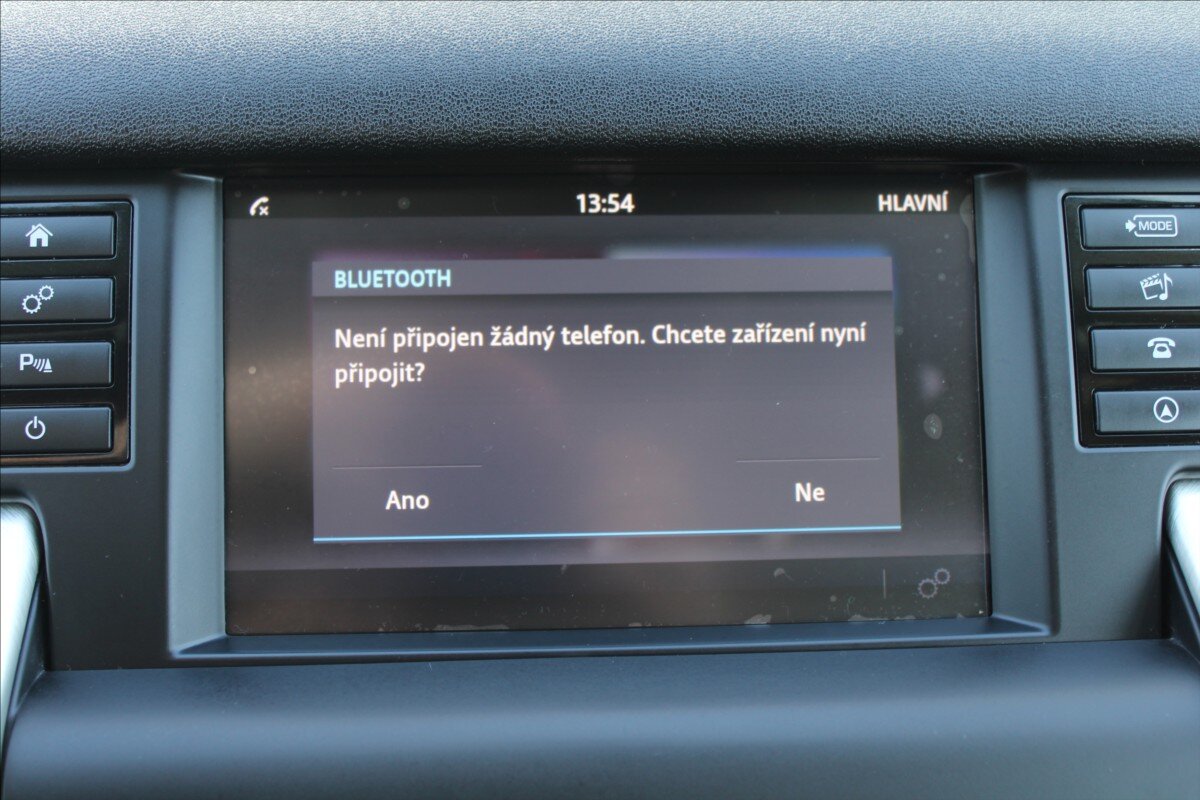 13:54
HLAVNÍ
MODE
BLUETOOTH
Není připojen žádný telefon. Chcete zařízení nyní
připojit?
P
Ano
Ne